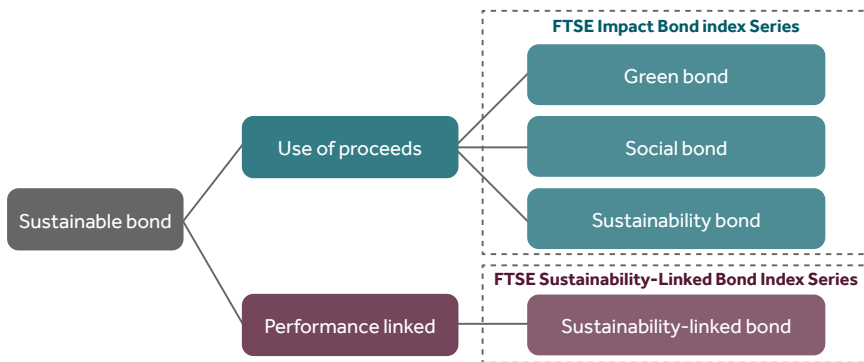 FTSE Impact Bond index Series
Green bond
Use of proceeds
Social bond
Sustainability bond
Sustainable bond
FTSE Sustainability-Linked Bond Index Series
Performance linked
Sustainability-linked bond